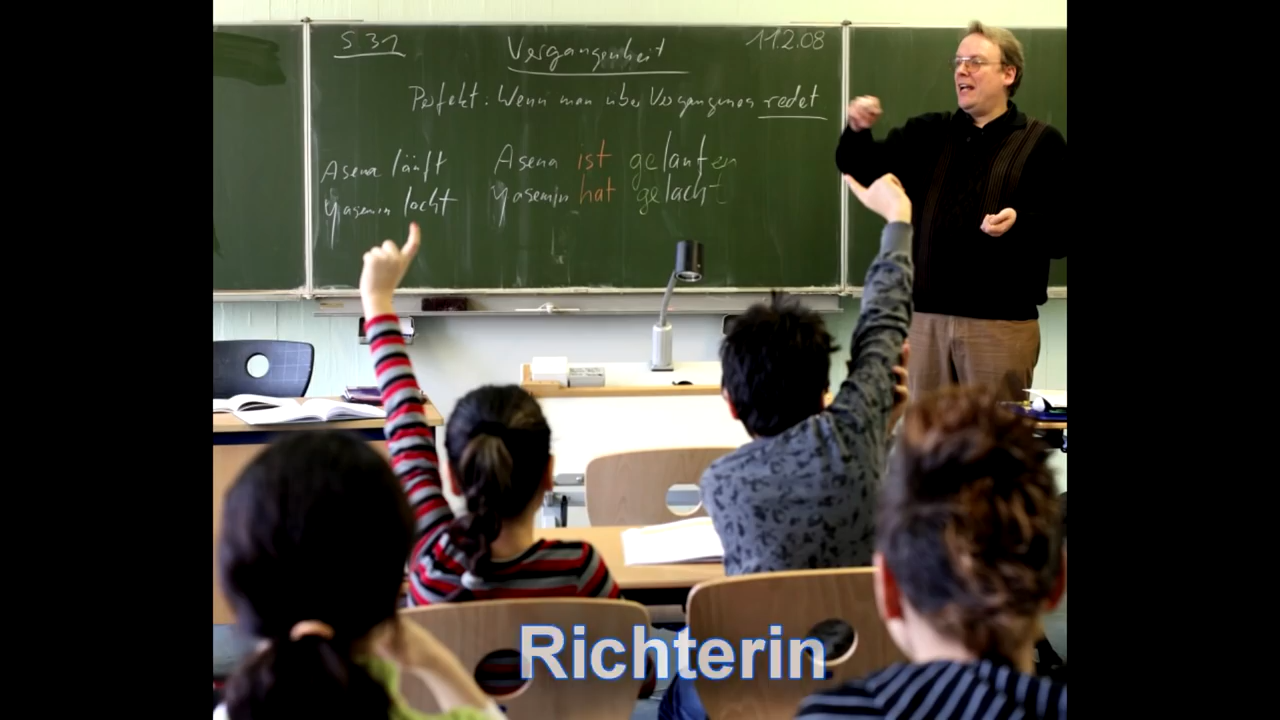 S 31
Vergangenheit
11.2.08
Perfekt: Wenn man über Vergangenes redet
Asena läuft
Asena ist gelaufen
Yasemin lacht
Yasemin hat gelacht
Richterin